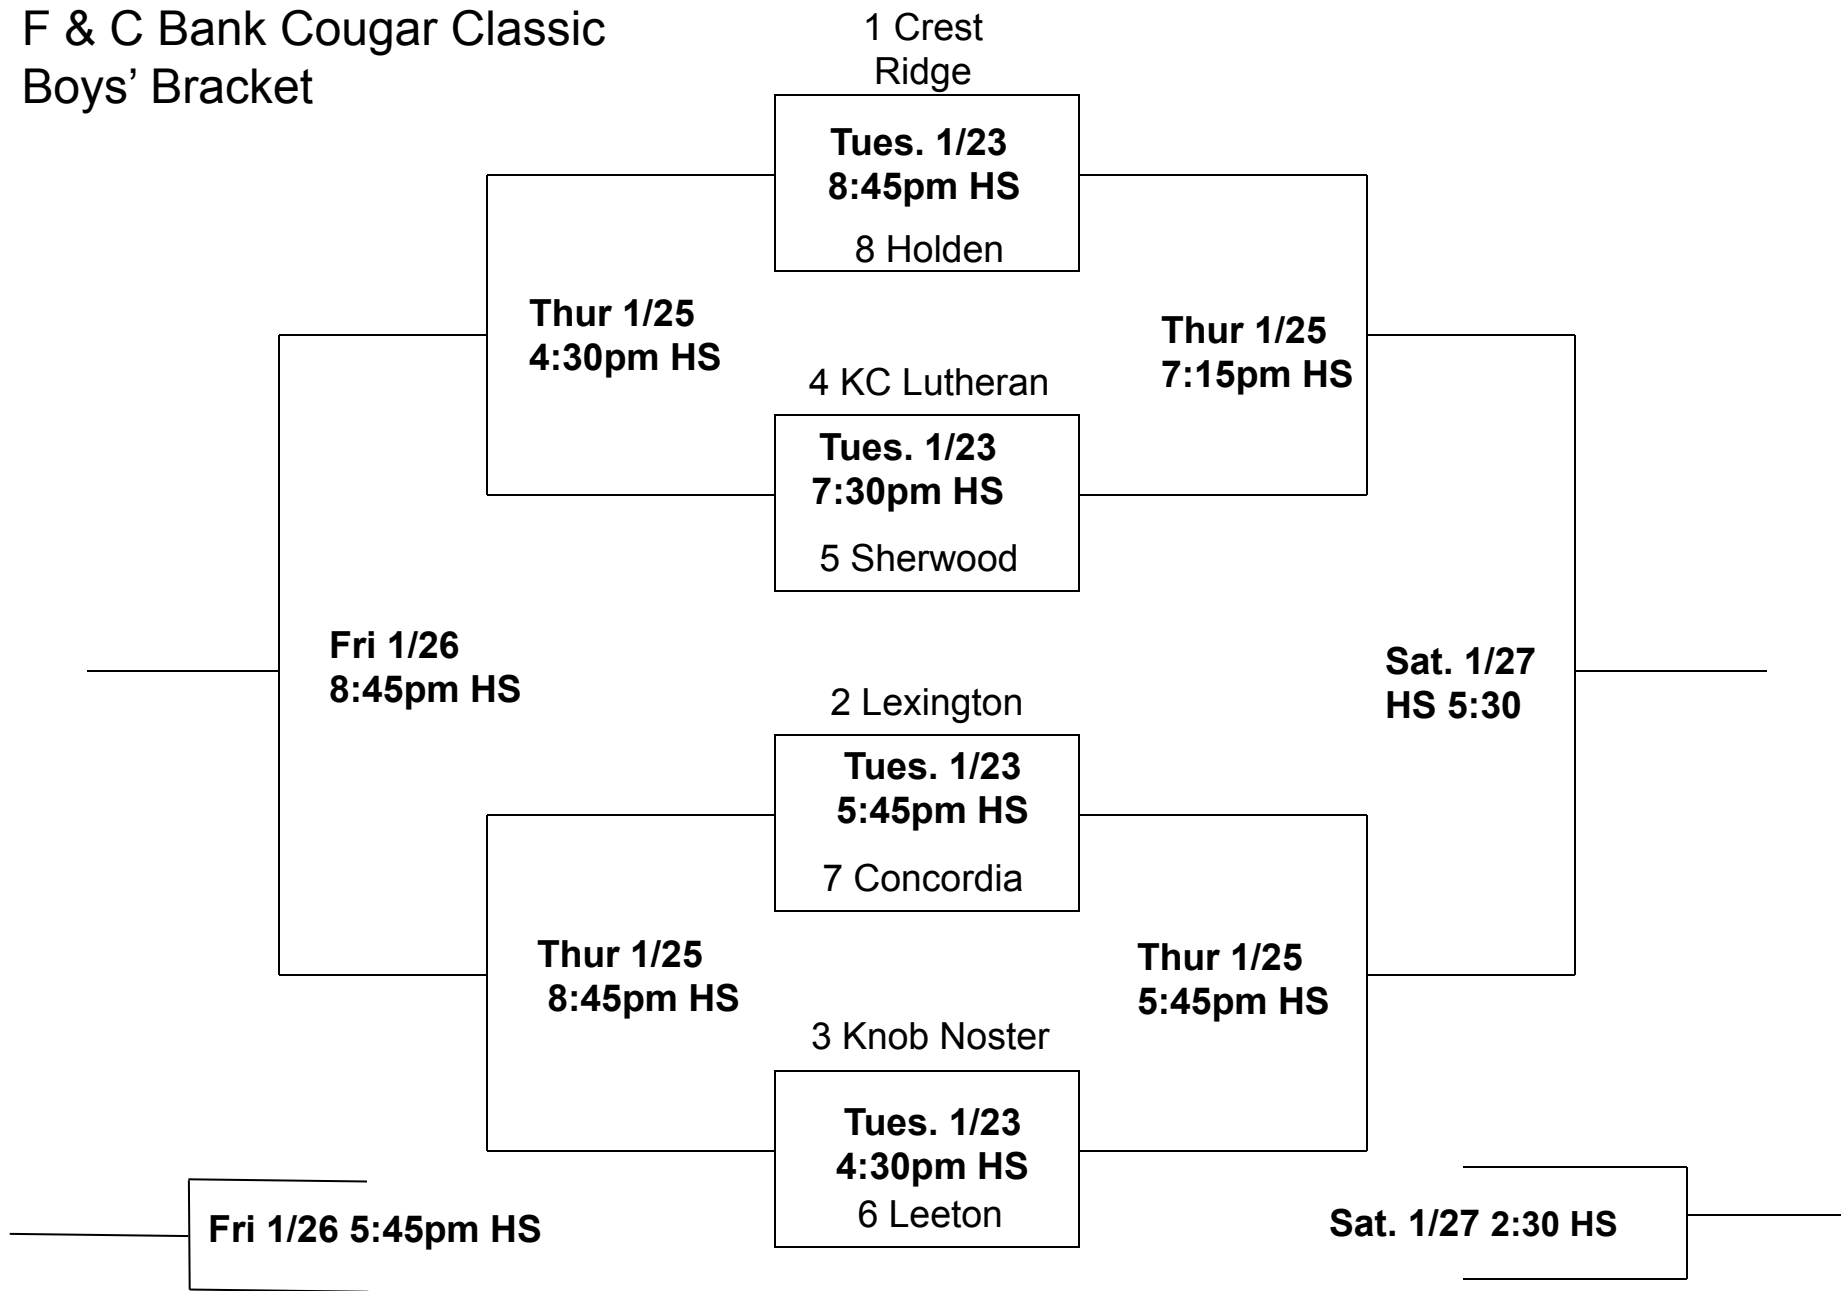 F & C Bank Cougar Classic
Boys’ Bracket
1 Crest
Ridge
Tues. 1/23
8:45pm HS
8 Holden
Thur 1/25
4:30pm HS
Thur 1/25
7:15pm HS
4 KC Lutheran
Tues. 1/23
7:30pm HS
5 Sherwood
Fri 1/26
8:45pm HS
Sat. 1/27
HS 5:30
2 Lexington
Tues. 1/23
5:45pm HS
7 Concordia
Thur 1/25
8:45pm HS
Thur 1/25
5:45pm HS
3 Knob Noster
Tues. 1/23
4:30pm HS
6 Leeton
Fri 1/26 5:45pm HS
Sat. 1/27 2:30 HS